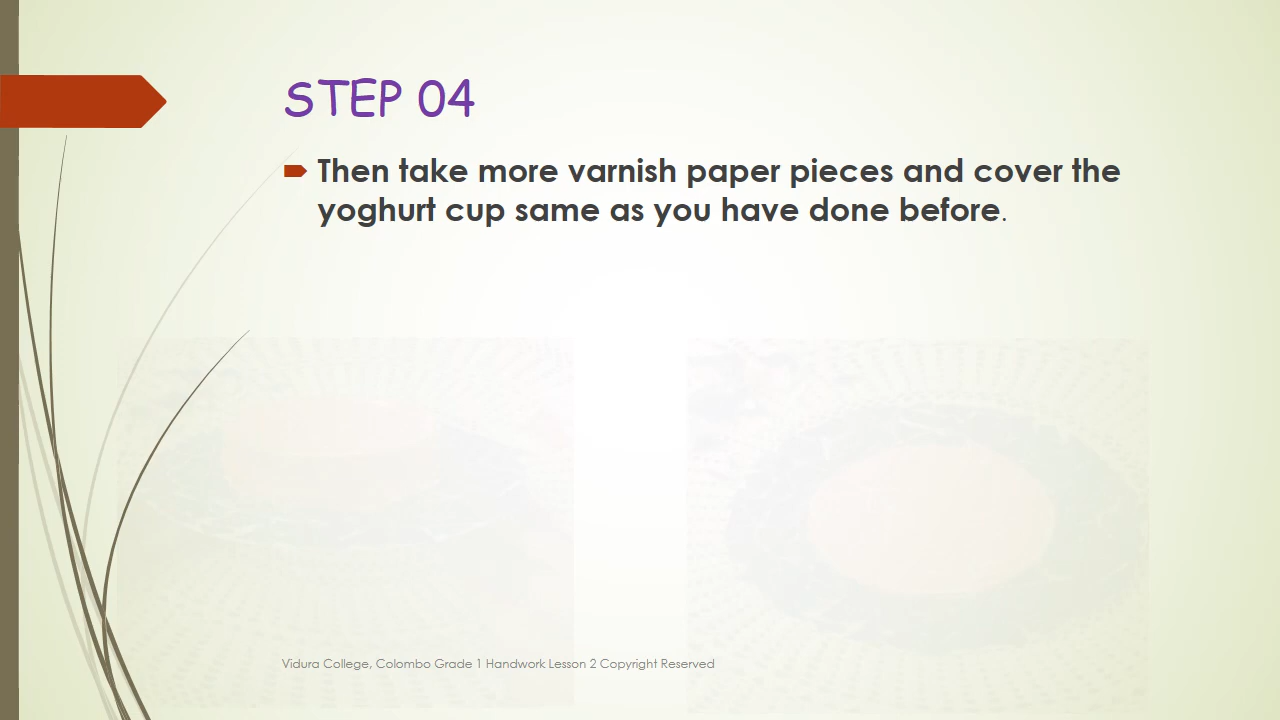 STEP 04
Then take more varnish paper pieces and cover the
yoghurt cup same as you have done before.
Vidura College, Colombo Grade 1 Handwork Lesson 2 Copyright Reserved